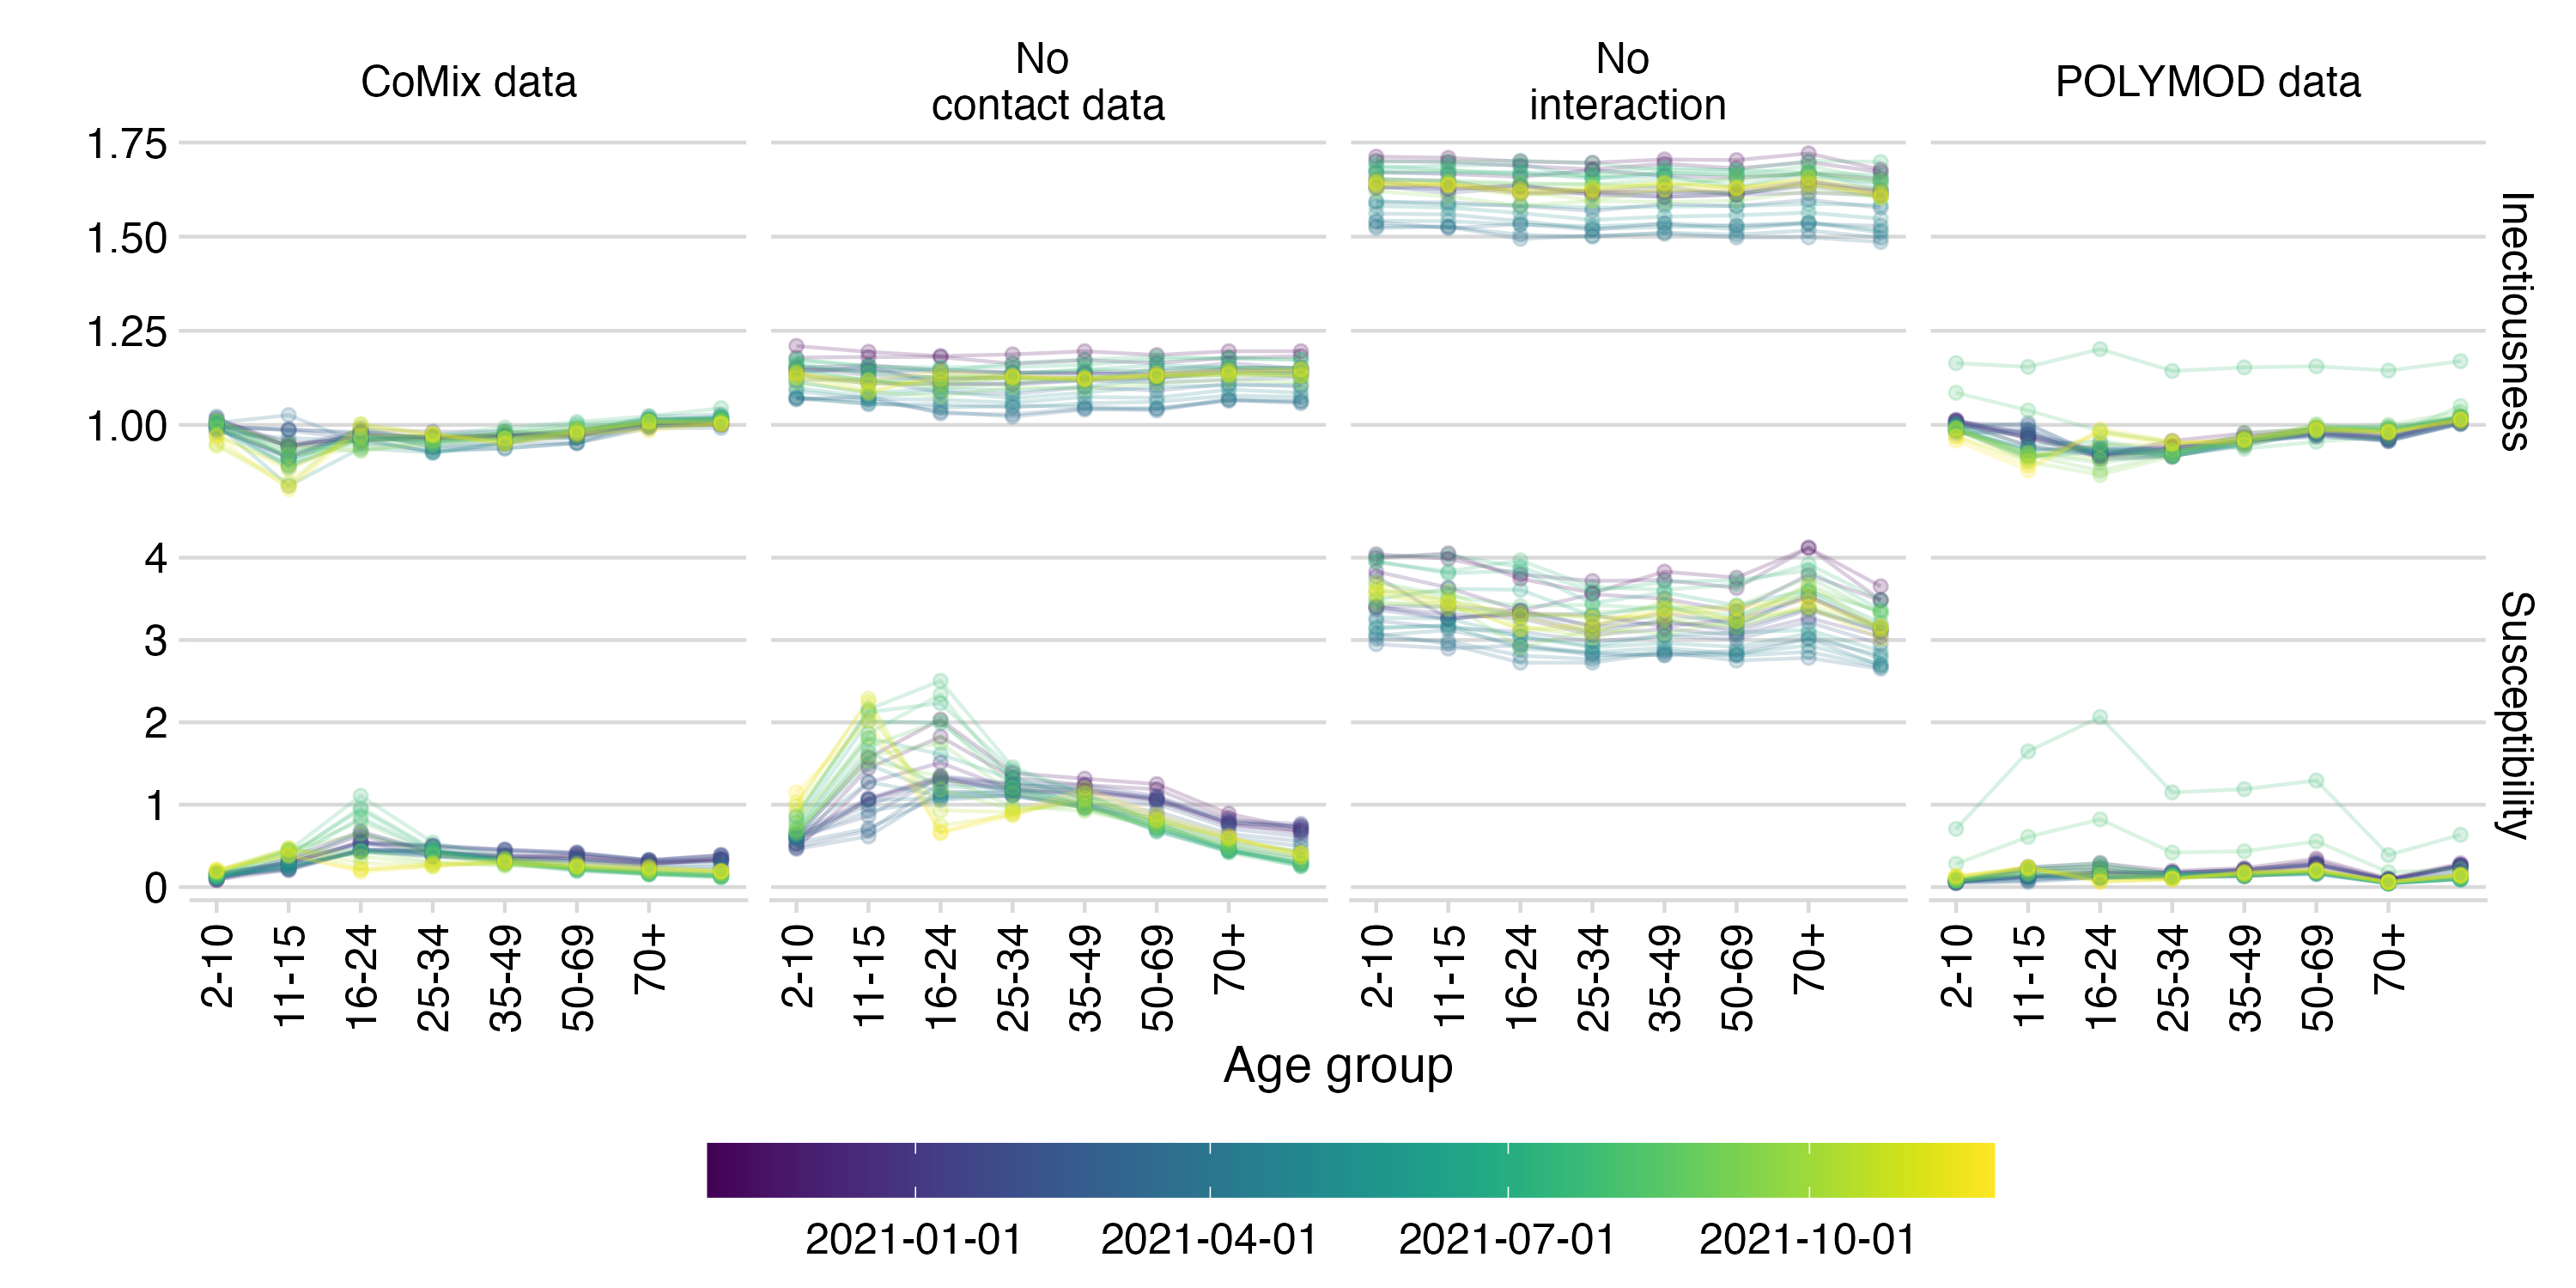 CoMix data
No
contact data
No
interaction
POLYMOD data
1.75
1.50
1.25
1.00
Inectiousness
4
3
2
1
0
Susceptibility
2-10 11-15 16-24 25-34 35-49 50-69 70+
2-10 11-15 16-24 25-34 35-49 50-69 70+
2-10 11-15 16-24 25-34 35-49 50-69 70+
2-10 11-15 16-24 25-34 35-49 50-69 70+
Age group
2021-01-01 2021-04-01 2021-07-01 2021-10-01